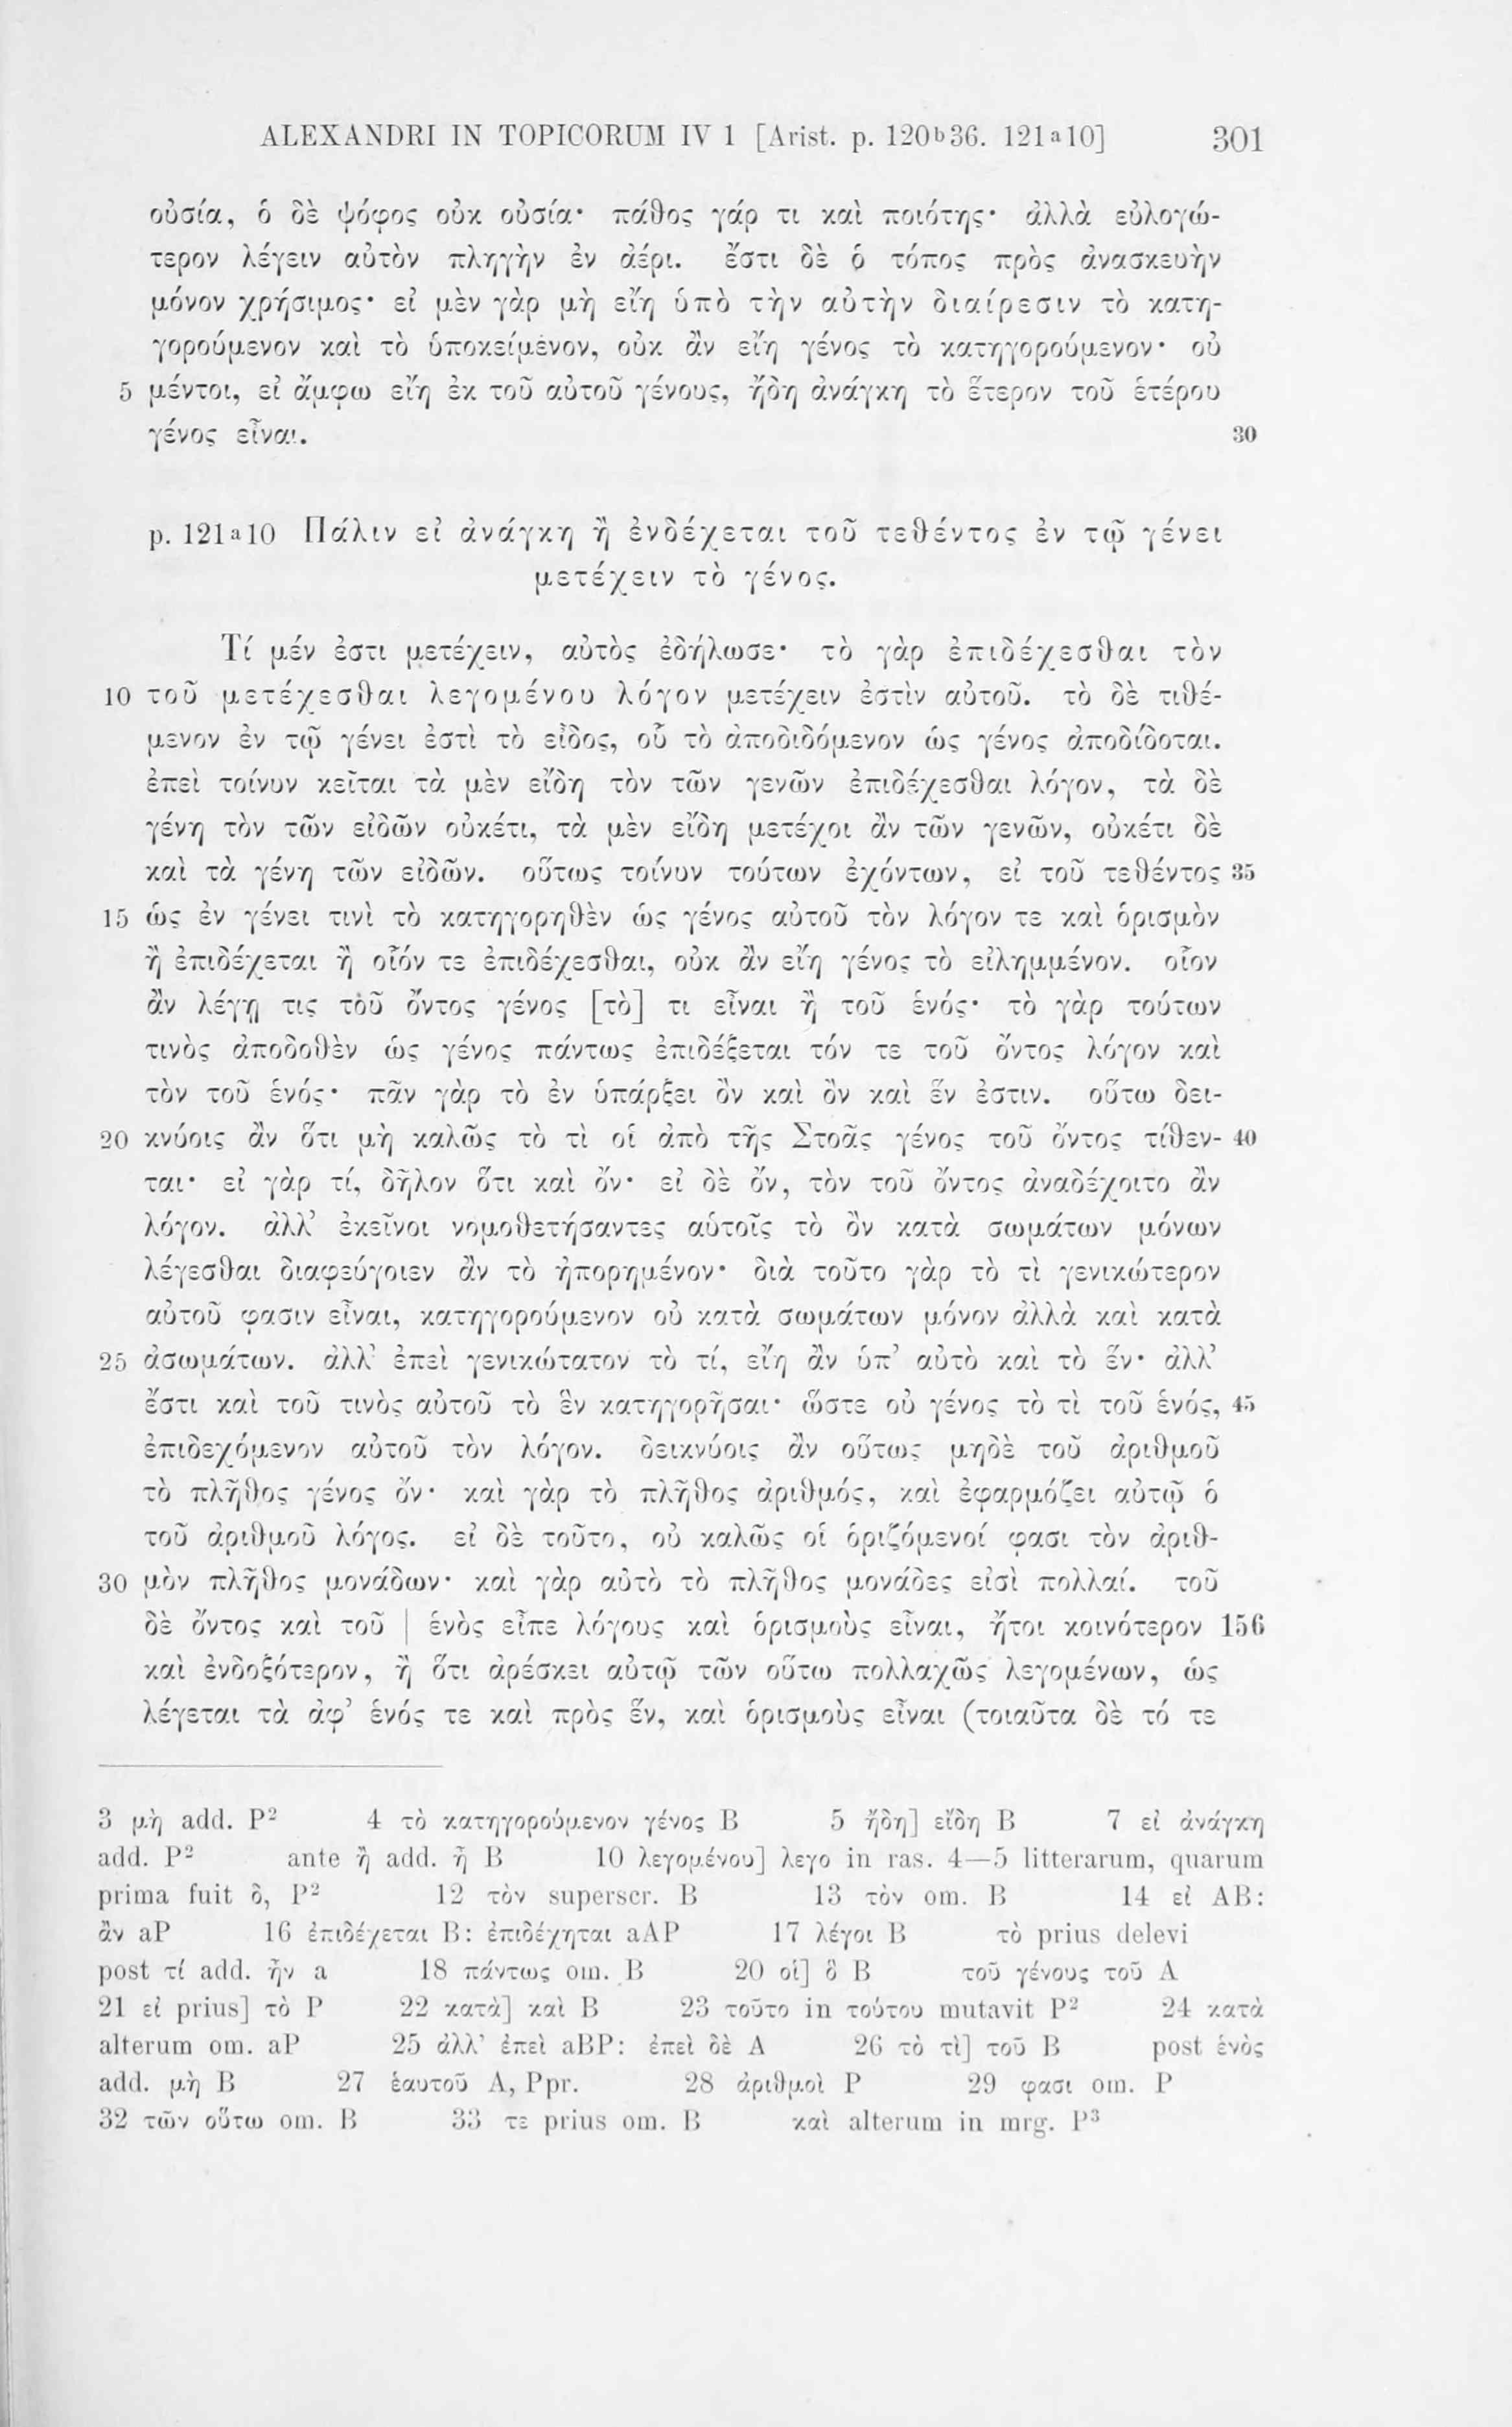 ALEXANDRI IN TOPICORUM IV 1 [Arist. p. 120ᵇ36. 121ᵃ10] 301
οὐσία, ὁ δὲ ψόφος οὐκ οὐσία· πάθος γάρ τι καὶ ποιότης· ἀλλὰ εὐλογώ-
τερον λέγειν αὐτὸν πληγὴν ἐν ἀέρι. ἔστι δὲ ὁ τόπος πρὸς ἀνασκευὴν
μόνον χρήσιμος· εἰ μὲν γὰρ μὴ εἴη ὑπὸ τὴν αὐτὴν διαίρεσιν τὸ κατη-
γορούμενον καὶ τὸ ὑποκείμενον, οὐκ ἂν εἴη γένος τὸ κατηγορούμενον· οὐ
5 μέντοι, εἰ ἄμφω εἴη ἐκ τοῦ αὐτοῦ γένους, ἤδη ἀνάγκη τὸ ἕτερον τοῦ ἑτέρου
γένος εἶναι. 30
p. 121ᵃ10 Πάλιν εἰ ἀνάγκη ἢ ἐνδέχεται τοῦ τεθέντος ἐν τῷ γένει
μετέχειν τὸ γένος.
Τί μέν ἐστι μετέχειν, αὐτὸς ἐδήλωσε· τὸ γὰρ ἐπιδέχεσθαι τὸν
10 τοῦ μετέχεσθαι λεγομένου λόγον μετέχειν ἐστὶν αὐτοῦ. τὸ δὲ τιθέ-
μενον ἐν τῷ γένει ἐστὶ τὸ εἶδος, οὗ τὸ ἀποδιδόμενον ὡς γένος ἀποδίδοται.
ἐπεὶ τοίνυν κεῖται τὰ μὲν εἴδη τὸν τῶν γενῶν ἐπιδέχεσθαι λόγον, τὰ δὲ
γένη τὸν τῶν εἰδῶν οὐκέτι, τὰ μὲν εἴδη μετέχοι ἂν τῶν γενῶν, οὐκέτι δὲ
καὶ τὰ γένη τῶν εἰδῶν. οὕτως τοίνυν τούτων ἐχόντων, εἰ τοῦ τεθέντος 35
15 ὡς ἐν γένει τινὶ τὸ κατηγορηθὲν ὡς γένος αὐτοῦ τὸν λόγον τε καὶ ὁρισμὸν
ἢ ἐπιδέχεται ἢ οἷόν τε ἐπιδέχεσθαι, οὐκ ἂν εἴη γένος τὸ εἰλημμένον. οἷον
ἂν λέγῃ τις τοῦ ὄντος γένος [τὸ] τι εἶναι ἢ τοῦ ἑνός· τὸ γὰρ τούτων
τινὸς ἀποδοθὲν ὡς γένος πάντως ἐπιδέξεται τόν τε τοῦ ὄντος λόγον καὶ
τὸν τοῦ ἑνός· πᾶν γὰρ τὸ ἐν ὑπάρξει ὂν καὶ ὂν καὶ ἕν ἐστιν. οὕτω δει-
20 κνύοις ἂν ὅτι μὴ καλῶς τὸ τὶ οἱ ἀπὸ τῆς Στοᾶς γένος τοῦ ὄντος τίθεν- 40
ται· εἰ γὰρ τί, δῆλον ὅτι καὶ ὄν· εἰ δὲ ὄν, τὸν τοῦ ὄντος ἀναδέχοιτο ἂν
λόγον. ἀλλ’ ἐκεῖνοι νομοθετήσαντες αὑτοῖς τὸ ὂν κατὰ σωμάτων μόνων
λέγεσθαι διαφεύγοιεν ἂν τὸ ἠπορημένον· διὰ τοῦτο γὰρ τὸ τὶ γενικώτερον
αὐτοῦ φασιν εἶναι, κατηγορούμενον οὐ κατὰ σωμάτων μόνον ἀλλὰ καὶ κατὰ
25 ἀσωμάτων. ἀλλ’ ἐπεὶ γενικώτατον τὸ τί, εἴη ἂν ὑπ’ αὐτὸ καὶ τὸ ἕν· ἀλλ’
ἔστι καὶ τοῦ τινὸς αὐτοῦ τὸ ἓν κατηγορῆσαι· ὥστε οὐ γένος τὸ τὶ τοῦ ἑνός, 45
ἐπιδεχόμενον αὐτοῦ τὸν λόγον. δεικνύοις ἂν οὕτως μηδὲ τοῦ ἀριθμοῦ
τὸ πλῆθος γένος ὄν· καὶ γὰρ τὸ πλῆθος ἀριθμός, καὶ ἐφαρμόζει αὐτῷ ὁ
τοῦ ἀριθμοῦ λόγος. εἰ δὲ τοῦτο, οὐ καλῶς οἱ ὁριζόμενοί φασι τὸν ἀριθ-
30 μὸν πλῆθος μονάδων· καὶ γὰρ αὐτὸ τὸ πλῆθος μονάδες εἰσὶ πολλαί. τοῦ
δὲ ὄντος καὶ τοῦ | ἑνὸς εἶπε λόγους καὶ ὁρισμοὺς εἶναι, ἤτοι κοινότερον 156
καὶ ἐνδοξότερον, ἢ ὅτι ἀρέσκει αὐτῷ τῶν οὕτω πολλαχῶς λεγομένων, ὡς
λέγεται τὰ ἀφ’ ἑνός τε καὶ πρὸς ἕν, καὶ ὁρισμοὺς εἶναι (τοιαῦτα δὲ τό τε
3 μὴ add. P² 4 τὸ κατηγορούμενον γένος B 5 ἤδη] εἴδη B 7 εἰ ἀνάγκη
add. P² ante ἢ add. ᾖ B 10 λεγομένου] λεγο in ras. 4—5 litterarum, quarum
prima fuit δ, P² 12 τὸν superscr. B 13 τὸν om. B 14 εἰ AB:
ἂν aP 16 ἐπιδέχεται B: ἐπιδέχηται aAP 17 λέγοι B τὸ prius delevi
post τί add. ἦν a 18 πάντως om. B 20 οἱ] ὃ B τοῦ γένους τοῦ A
21 εἰ prius] τὸ P 22 κατὰ] καὶ B 23 τοῦτο in τούτου mutavit P² 24 κατὰ
alterum om. aP 25 ἀλλ’ ἐπεὶ aBP: ἐπεὶ δὲ A 26 τὸ τὶ] τοῦ B post ἑνὸς
add. μὴ B 27 ἑαυτοῦ A, Ppr. 28 ἀριθμοὶ P 29 φασι om. P
32 τῶν οὕτω om. B 33 τε prius om. B καὶ alterum in mrg. P³